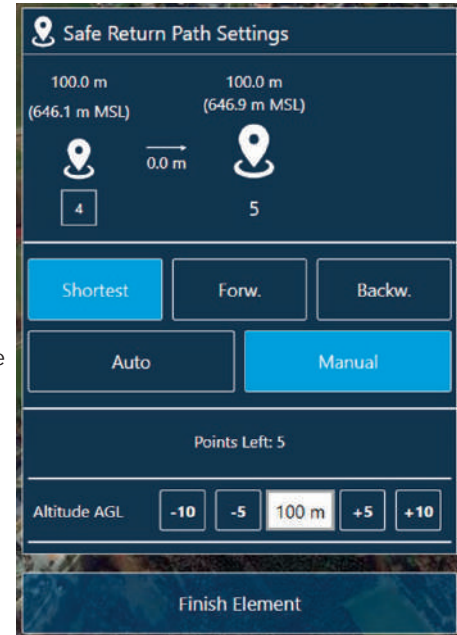 Safe Return Path Settings
100.0 m 100.0 m
(646.1 m MSL) (646.9 m MSL)
0.0 m
4 5
Shortest Forw. Backw.
e
Auto Manual
Points Left: 5
Altitude AGL -10 -5 100 m +5 +10
Finish Element